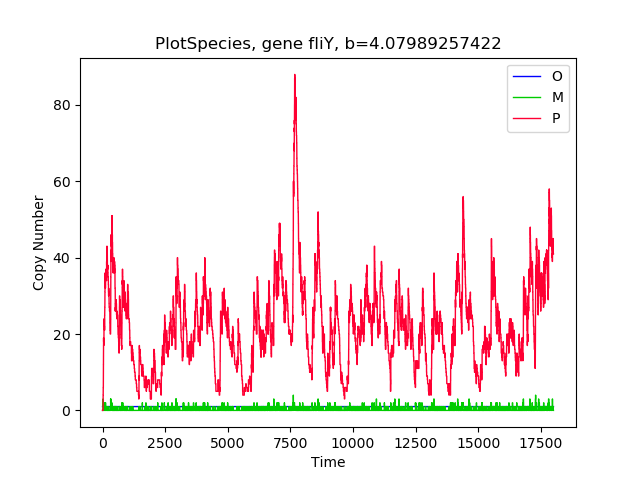 PlotSpecies, gene fliY, b=4.07989257422
O
M
P
80
60
40
20
0
Copy Number
0 2500 5000 7500 10000 12500 15000 17500
Time